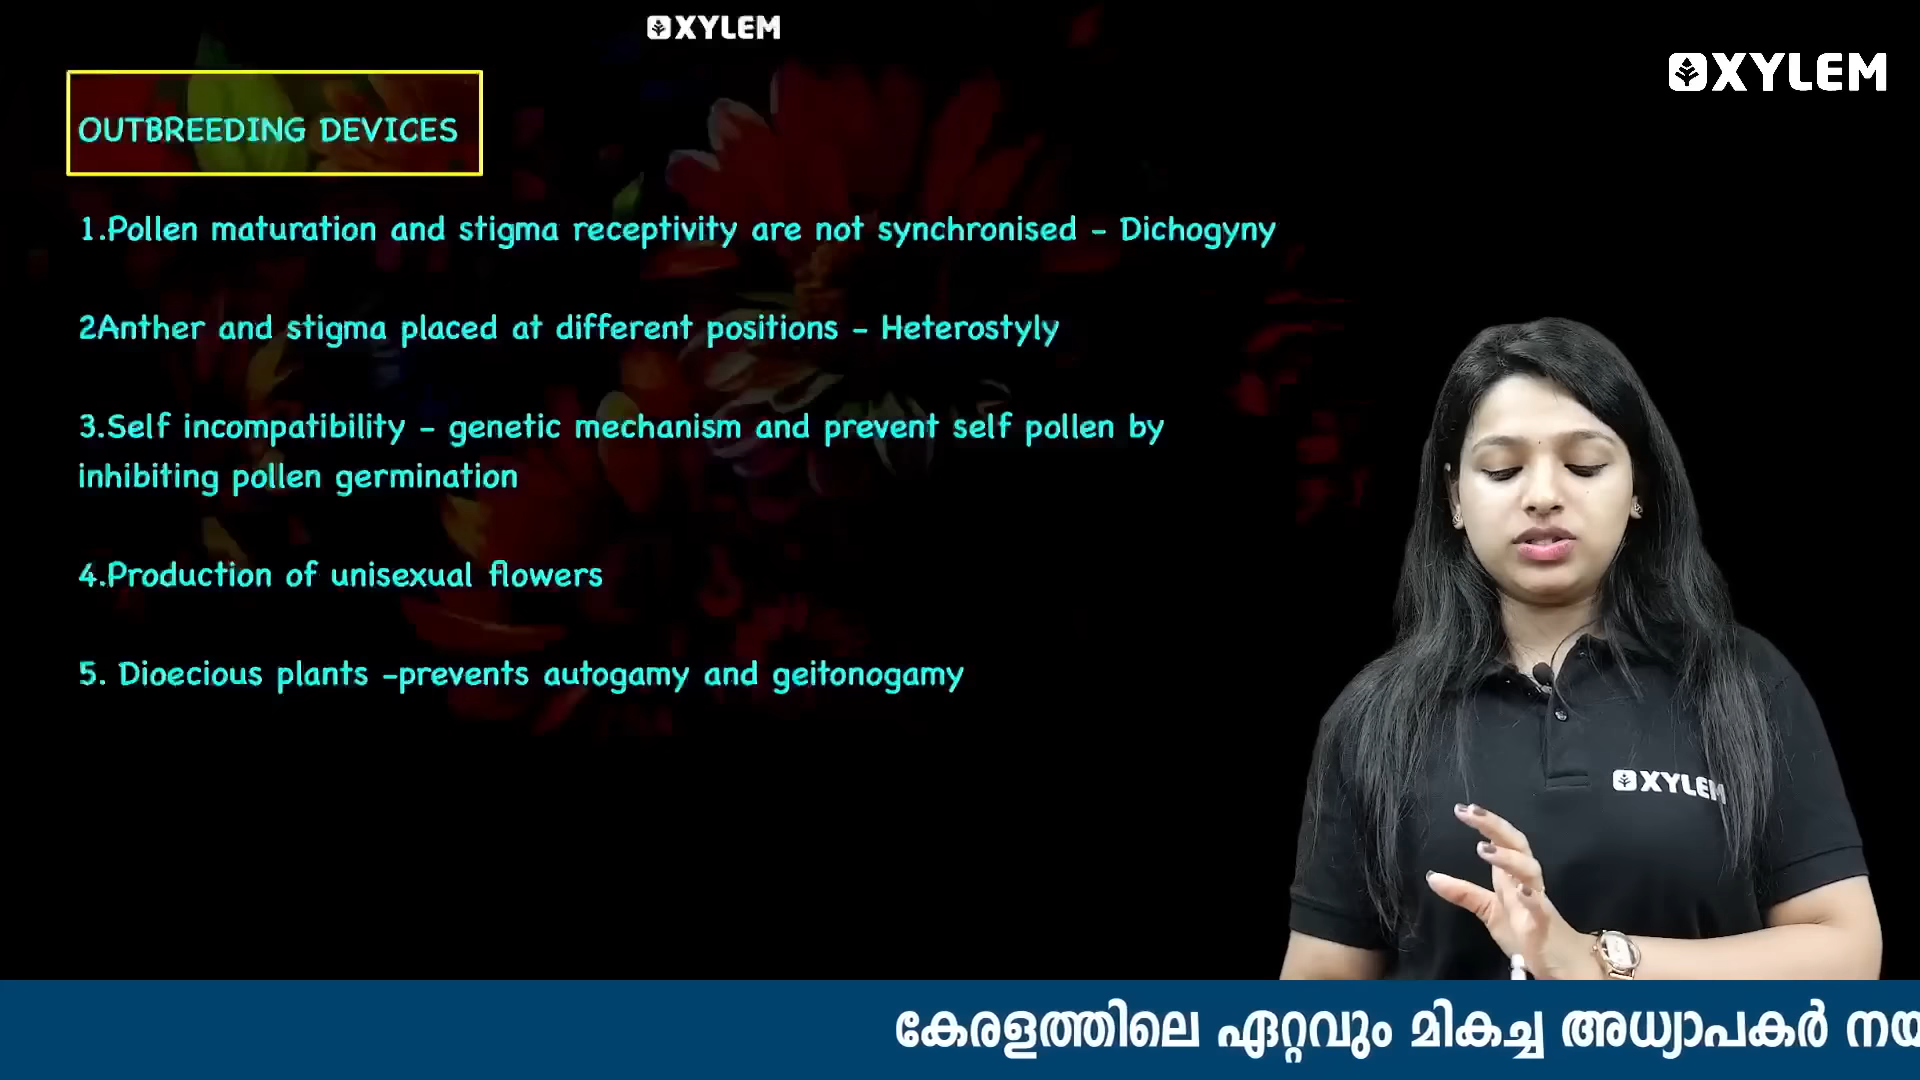 XYLEM
XYLEM
OUTBREEDING DEVICES
1.Pollen maturation and stigma receptivity are not synchronised - Dichogyny
2Anther and stigma placed at different positions - Heterostyly
3.Self incompatibility - genetic mechanism and prevent self pollen by
inhibiting pollen germination
4.Production of unisexual flowers
5. Dioecious plants -prevents autogamy and geitonogamy
XYLEM
കേരളത്തിലെ ഏറ്റവും മികച്ച അധ്യാപകർ